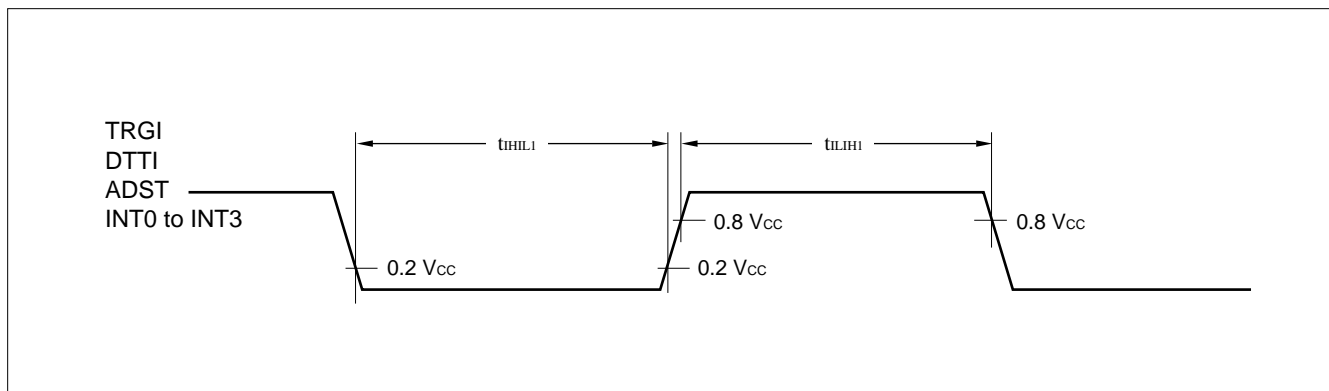 TRGI
DTTI
ADST
INT0 to INT3
tIHIL1
tILIH1
0.8 VCC
0.8 VCC
0.2 VCC
0.2 VCC